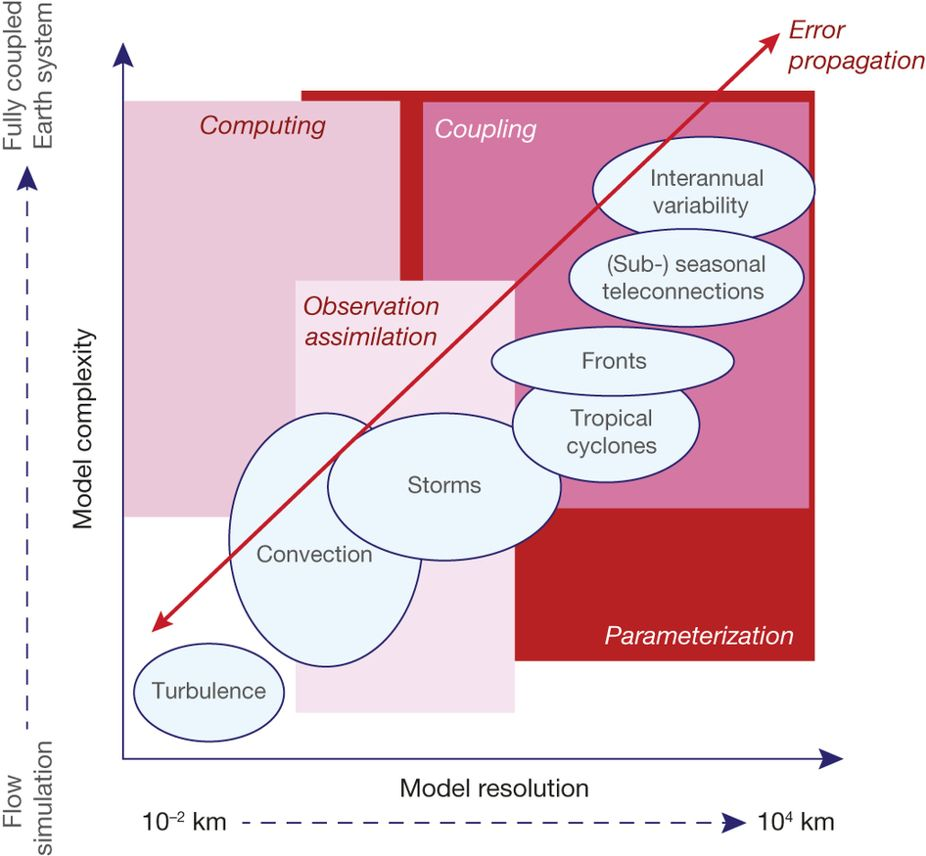 Fully coupled
Earth system
Error
propagation
Computing
Coupling
Interannual
variability
(Sub-) seasonal
teleconnections
Observation
assimilation
Fronts
Tropical
cyclones
Storms
Convection
Parameterization
Turbulence
Model complexity
Flow
simulation
Model resolution
10⁻² km
10⁴ km